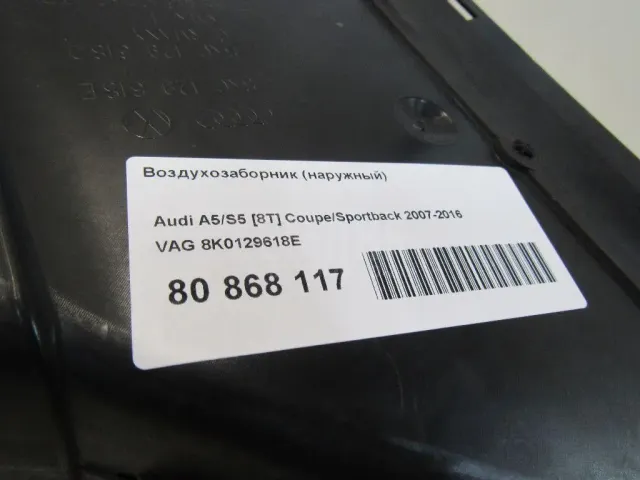 Воздухозаборник (наружный)
Audi A5/S5 [8T] Coupe/Sportback 2007-2016
VAG 8K0129618E
80 868 117